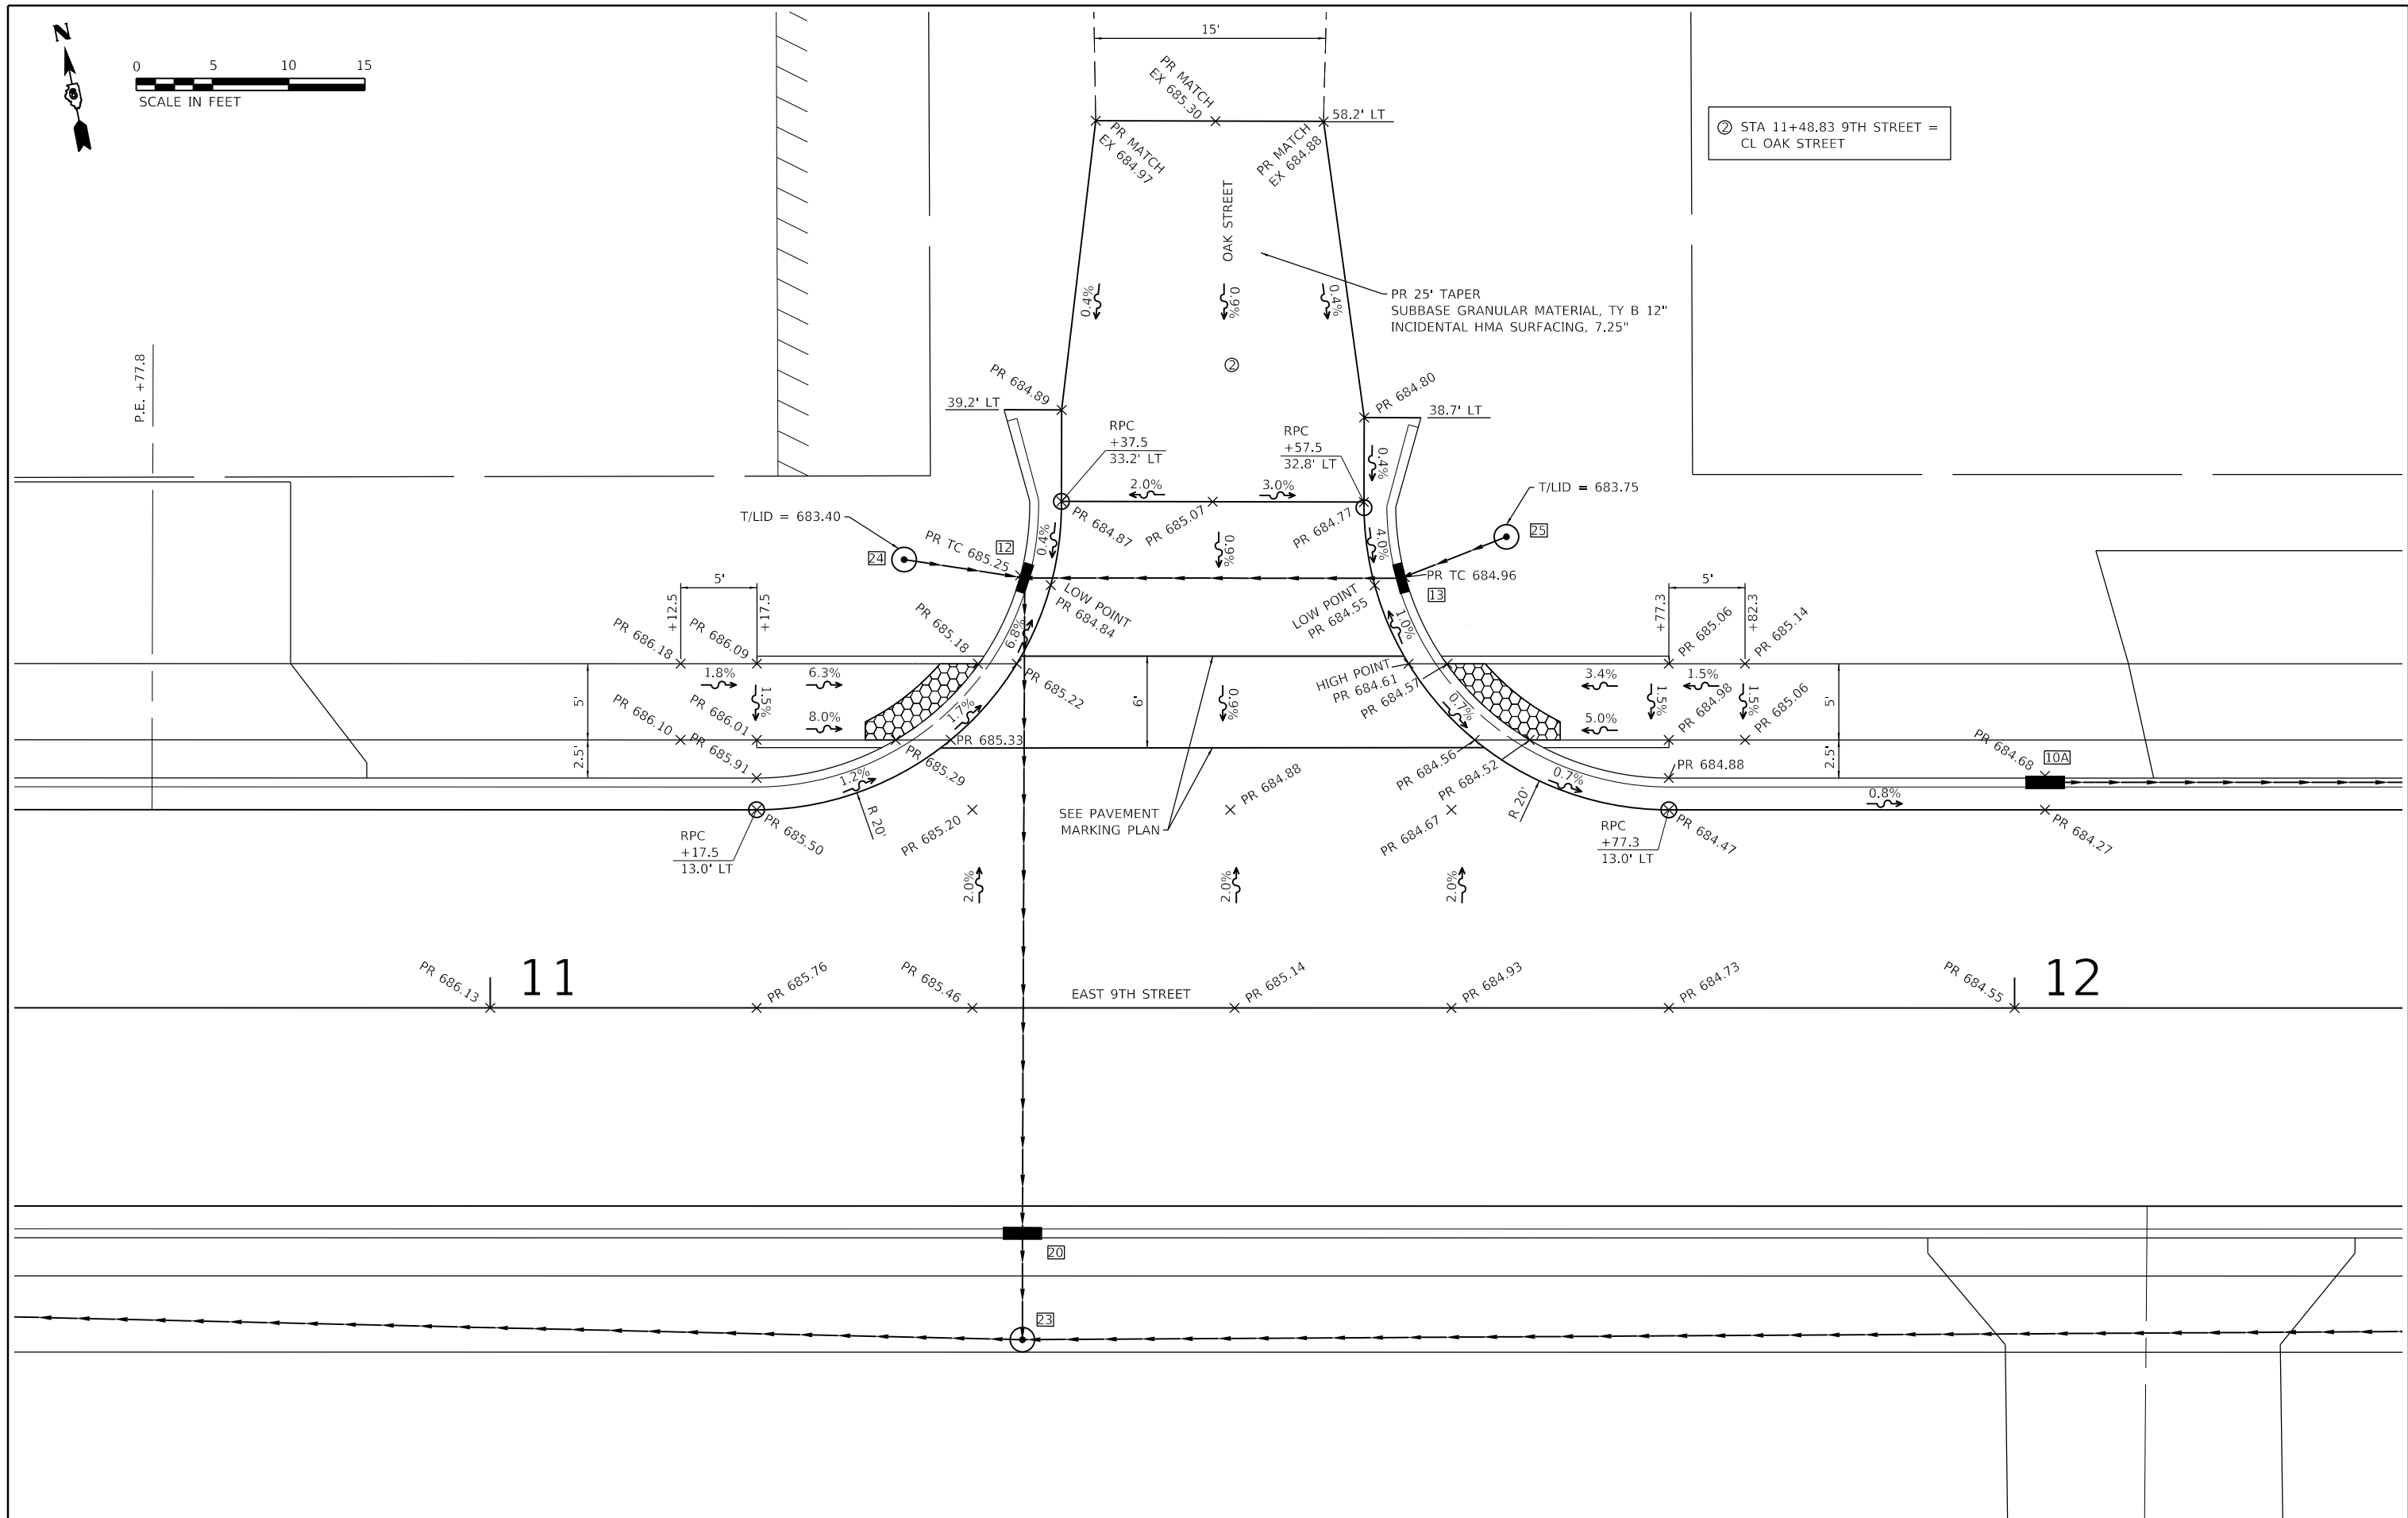 N
0 5 10 15
SCALE IN FEET
15'
PR MATCH
EX 685.30
58.2' LT
PR MATCH
EX 684.97
PR MATCH
EX 684.88
② STA 11+48.83 9TH STREET =
CL OAK STREET
OAK STREET
0.4%
0.9%
0.4%
PR 25' TAPER
SUBBASE GRANULAR MATERIAL, TY B 12"
INCIDENTAL HMA SURFACING, 7.25"
②
P.E. +77.8
PR 684.89
39.2' LT
PR 684.80
38.7' LT
RPC
+37.5
33.2' LT
RPC
+57.5
32.8' LT
0.4%
2.0%
3.0%
T/LID = 683.40
T/LID = 683.75
PR TC 685.25
12
24
25
0.4%
PR 684.87
PR 685.07
0.9%
PR 684.77
4.0%
PR TC 684.96
13
5'
+12.5
+17.5
LOW POINT
PR 684.84
LOW POINT
PR 684.55
5'
+77.3
+82.3
PR 686.18
PR 686.09
PR 685.18
6.8%
1.0%
PR 685.06
PR 685.14
1.8%
6.3%
1.5%
8.0%
5'
2.5'
PR 686.10
PR 686.01
PR 685.91
1.7%
PR 685.22
PR 685.33
PR 685.29
1.2%
R 20'
6'
0.9%
HIGH POINT
PR 684.61
PR 684.57
0.7%
3.4%
1.5%
1.5%
1.5%
5.0%
PR 684.98
PR 685.06
5'
2.5'
PR 684.56
PR 684.52
0.7%
R 20'
PR 684.88
PR 684.68
10A
0.8%
RPC
+17.5
13.0' LT
PR 685.50
PR 685.20
SEE PAVEMENT
MARKING PLAN
PR 684.88
PR 684.67
RPC
+77.3
13.0' LT
PR 684.47
PR 684.27
2.0%
2.0%
2.0%
PR 686.13
11
PR 685.76
PR 685.46
EAST 9TH STREET
PR 685.14
PR 684.93
PR 684.73
PR 684.55
12
20
23